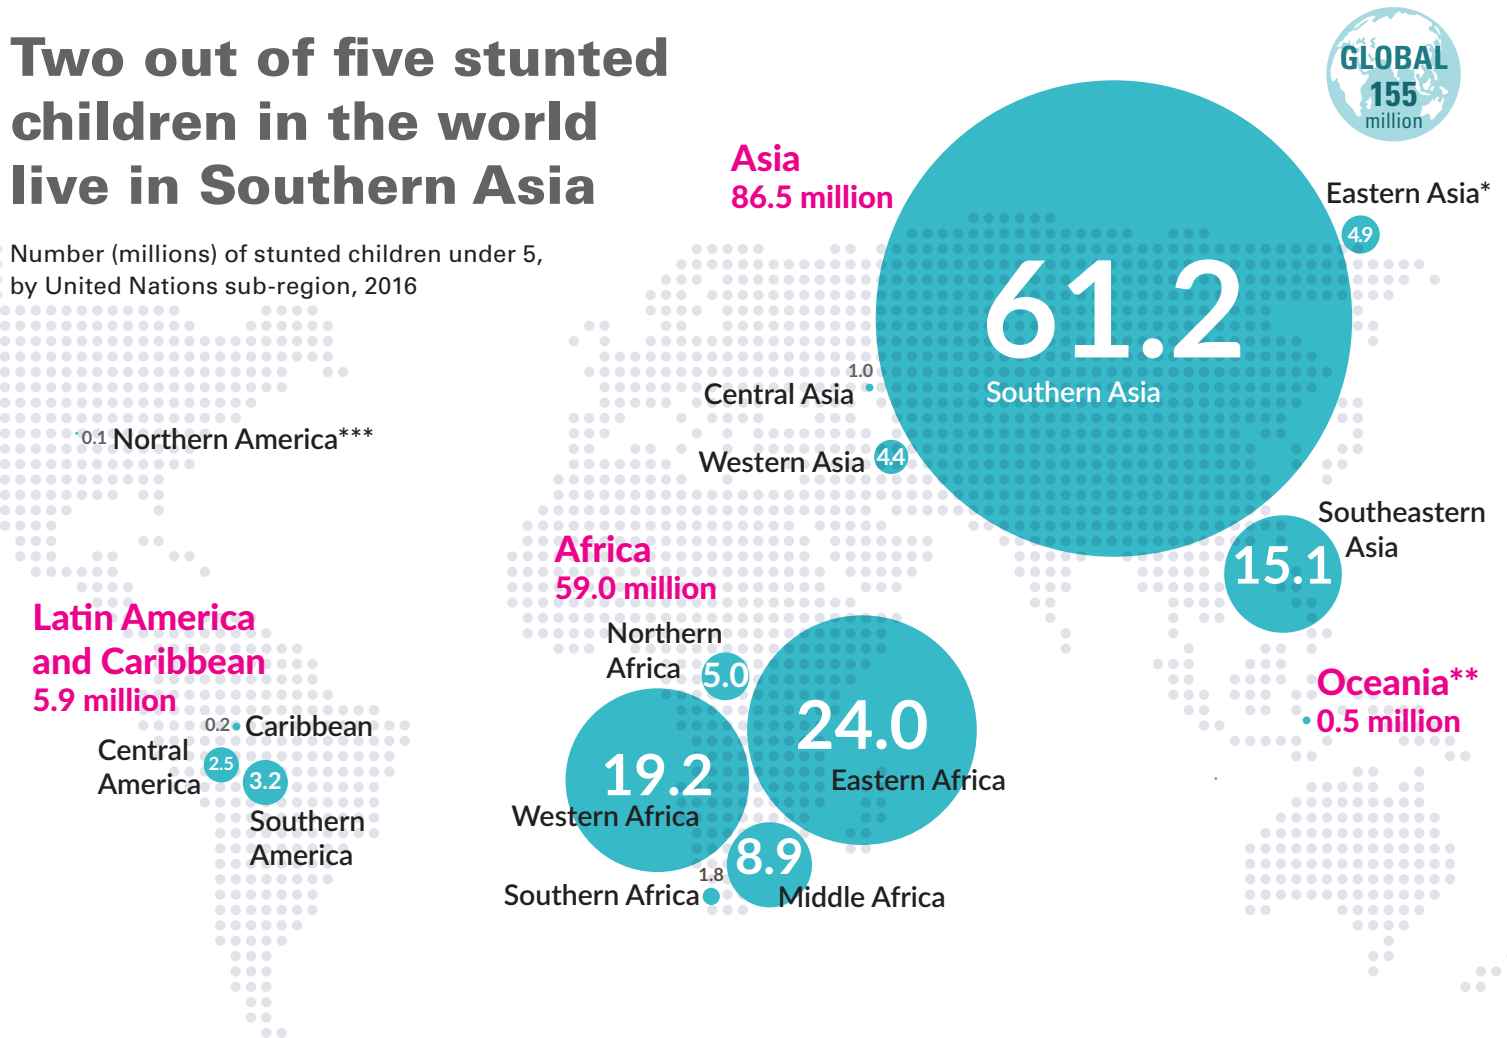 Two out of five stunted
children in the world
live in Southern Asia
Number (millions) of stunted children under 5,
by United Nations sub-region, 2016
GLOBAL
155
million
Asia
86.5 million
Eastern Asia*
4.9
61.2
Southern Asia
1.0
Central Asia
Western Asia
4.4
Southeastern
Asia
15.1
0.1 Northern America***
Africa
59.0 million
Northern
Africa
5.0
24.0
Eastern Africa
19.2
Western Africa
8.9
Middle Africa
1.8
Southern Africa
Latin America
and Caribbean
5.9 million
0.2 Caribbean
Central
America
2.5
3.2
Southern
America
Oceania**
0.5 million